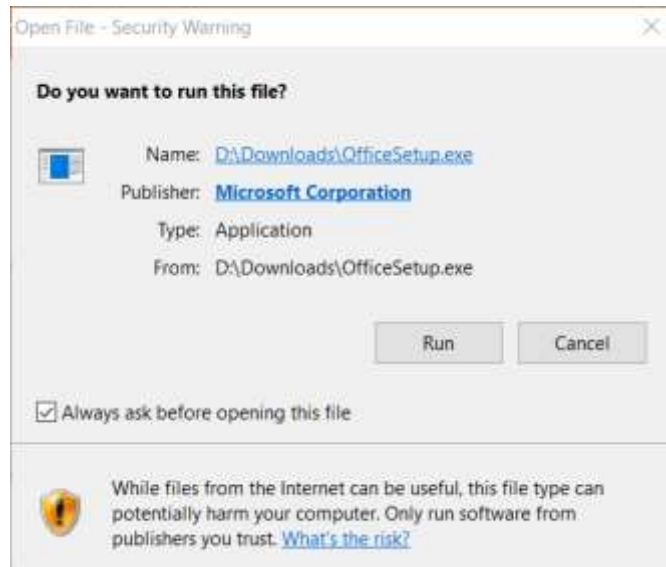 Open File - Security Warning
Do you want to run this file?
Name: D:\Downloads\OfficeSetup.exe
Publisher: Microsoft Corporation
Type: Application
From: D:\Downloads\OfficeSetup.exe
Run Cancel
Always ask before opening this file
While files from the Internet can be useful, this file type can
potentially harm your computer. Only run software from
publishers you trust. What's the risk?